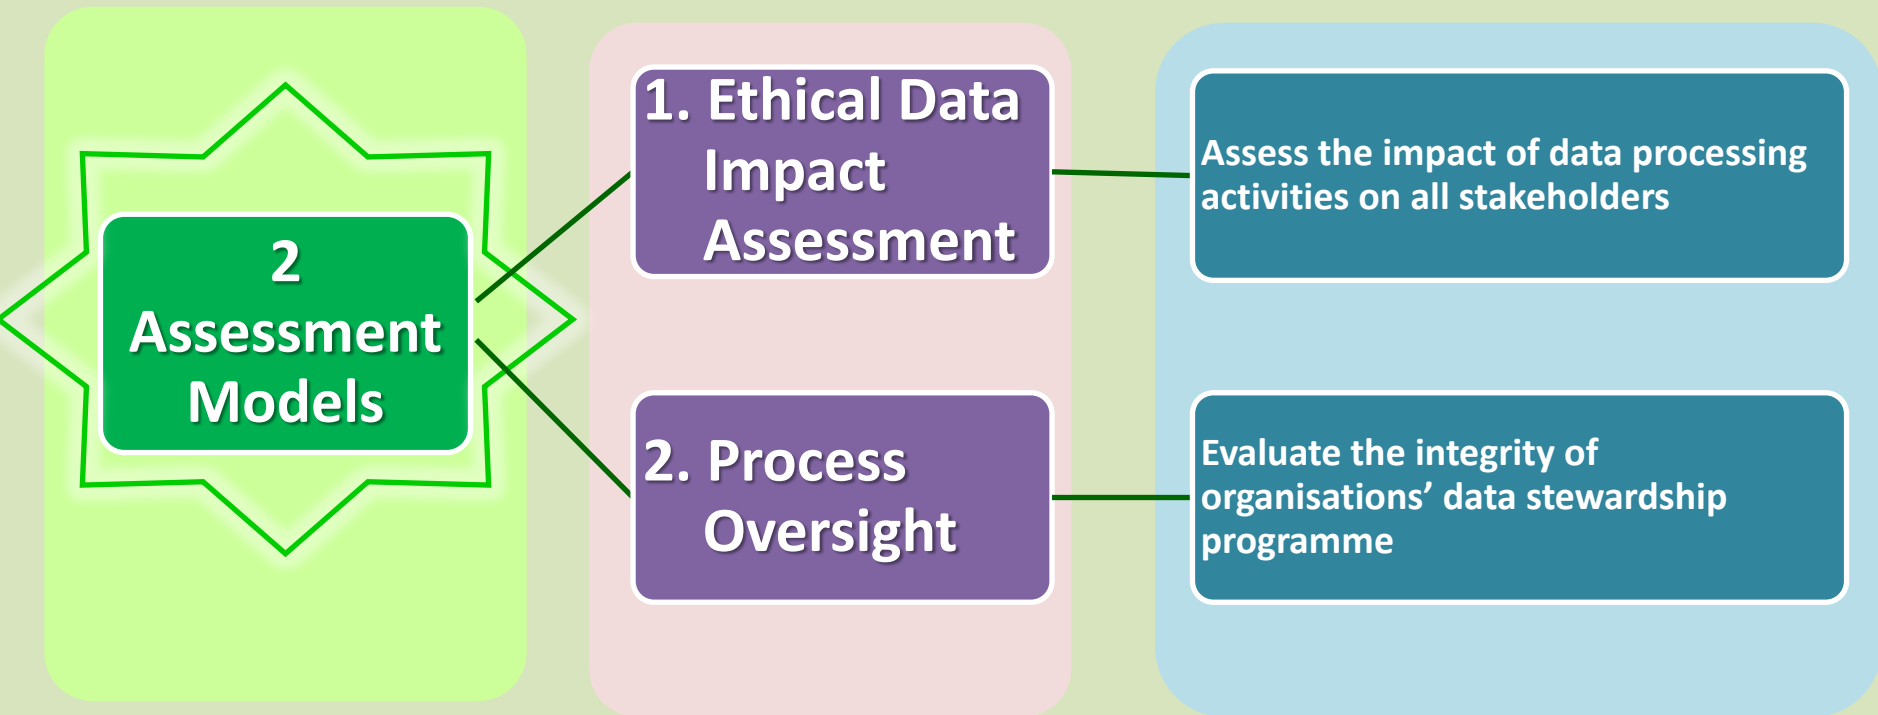 2
Assessment
Models
1. Ethical Data
Impact
Assessment
Assess the impact of data processing
activities on all stakeholders
2. Process
Oversight
Evaluate the integrity of
organisations’ data stewardship
programme